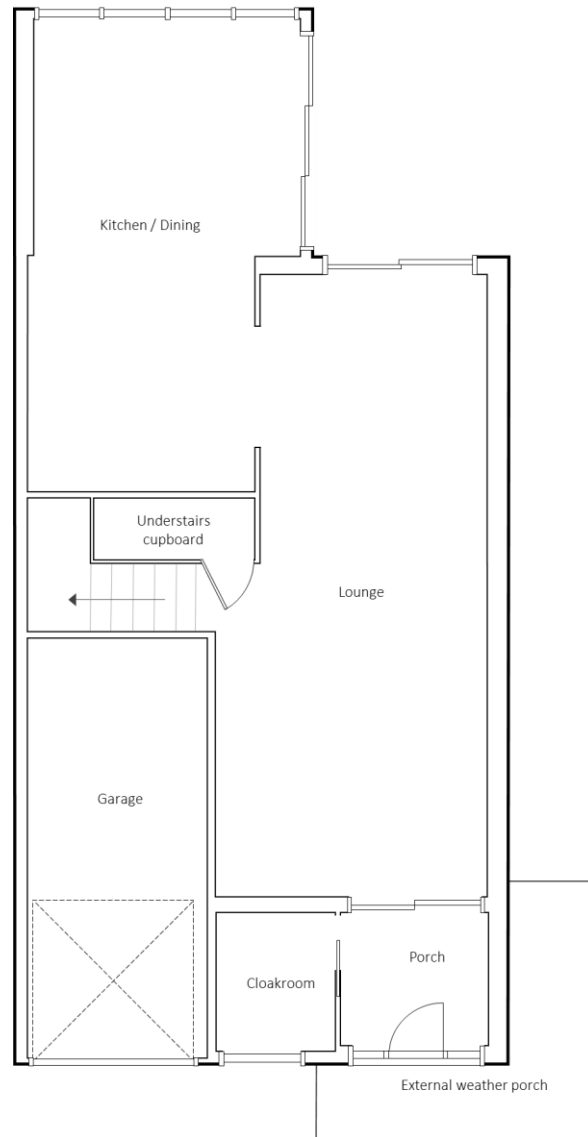 Kitchen / Dining
Understairs
cupboard
Lounge
Garage
Porch
Cloakroom
External weather porch